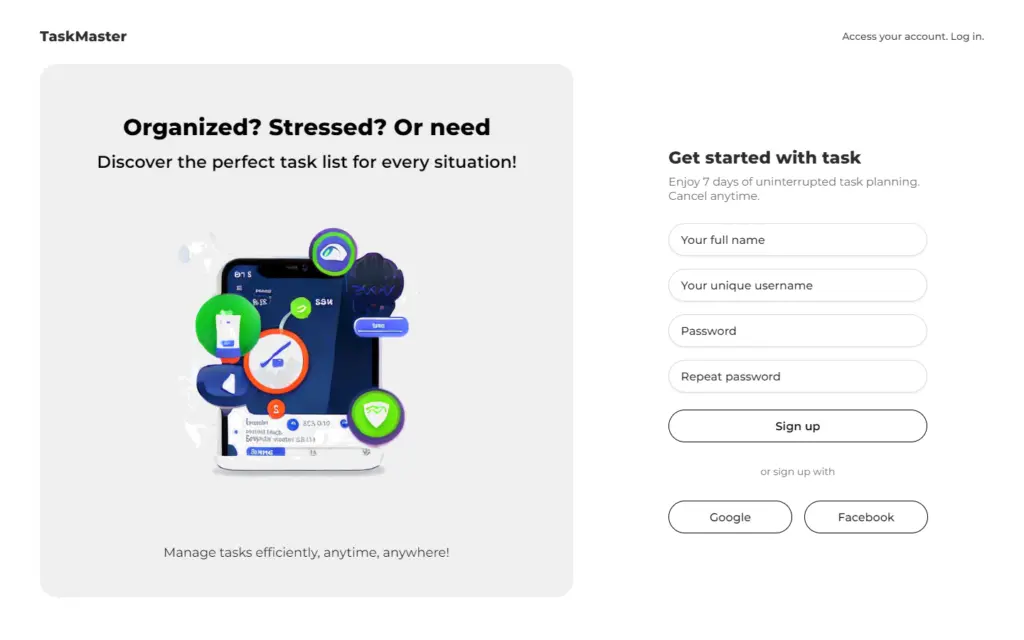 TaskMaster
Access your account. Log in.
Organized? Stressed? Or need
Discover the perfect task list for every situation!
Manage tasks efficiently, anytime, anywhere!
Get started with task
Enjoy 7 days of uninterrupted task planning.
Cancel anytime.
Your full name
Your unique username
Password
Repeat password
Sign up
or sign up with
Google
Facebook